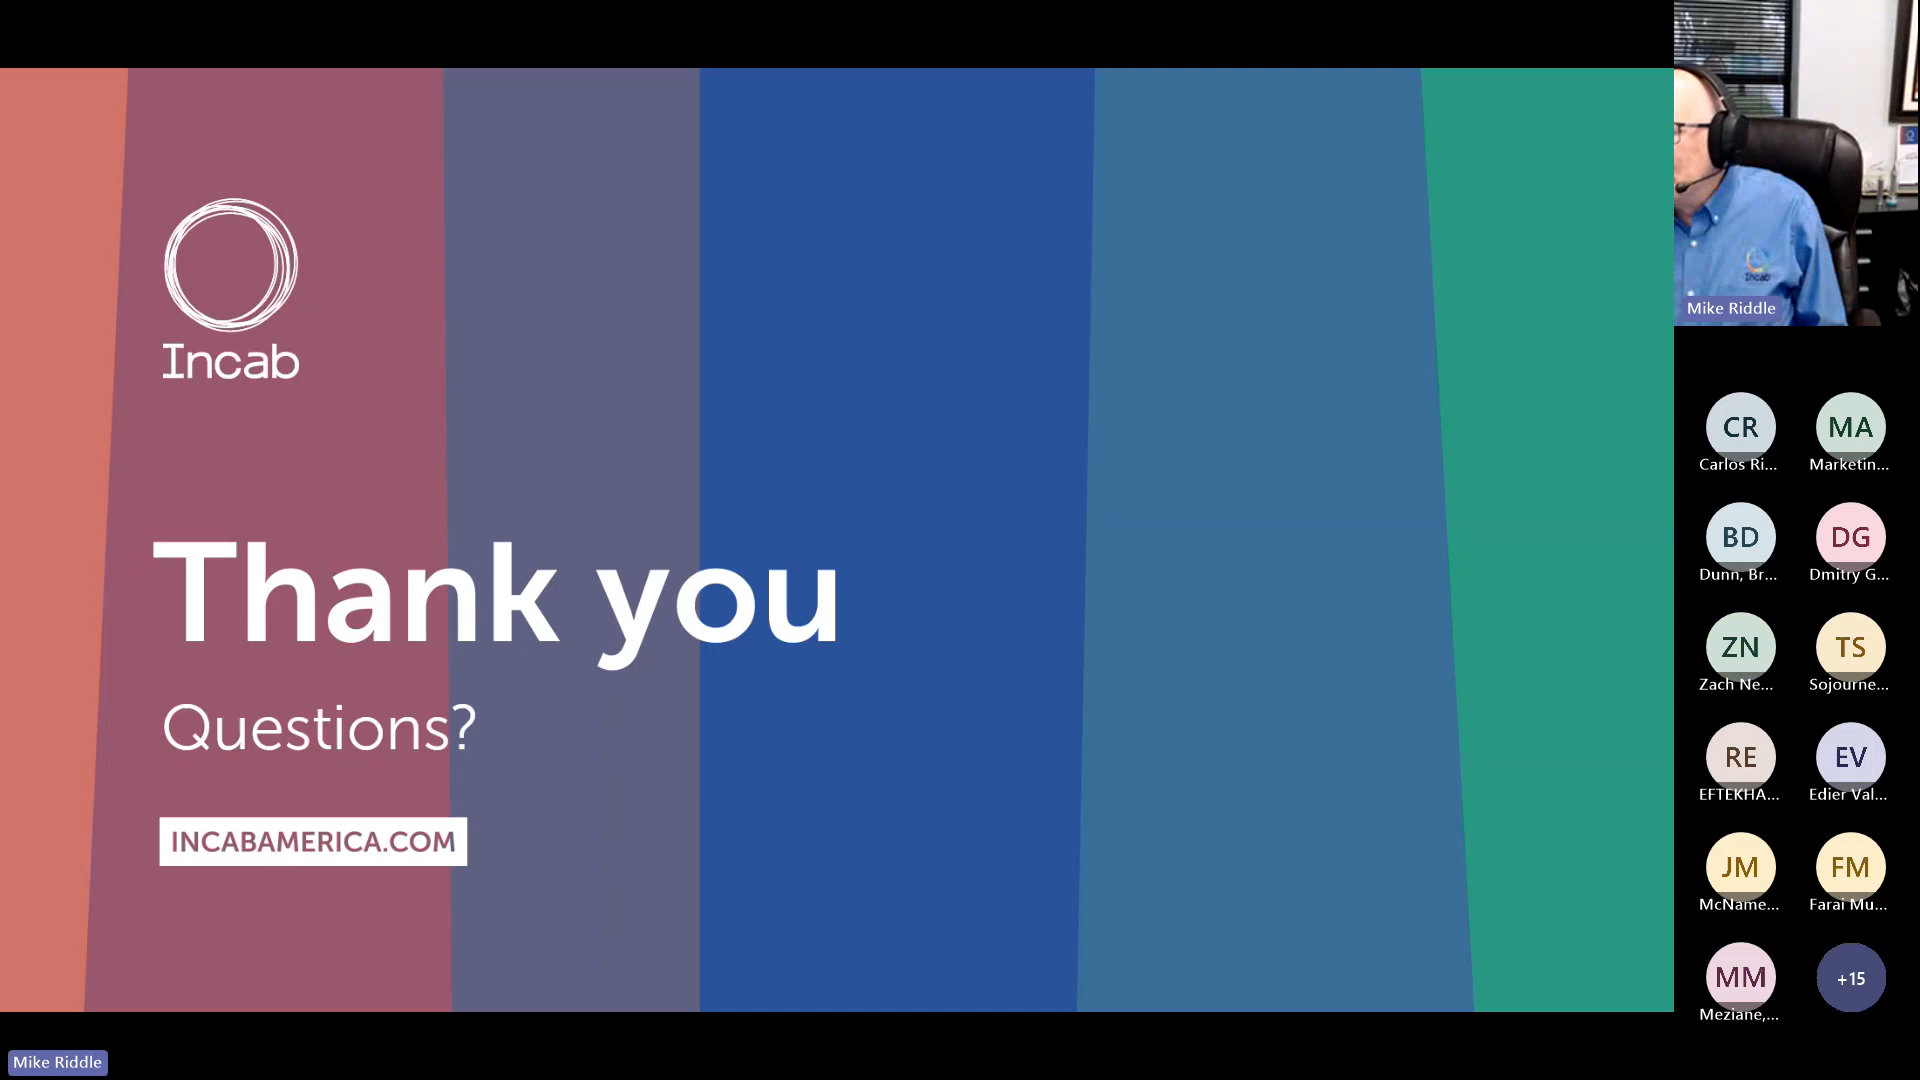 Incab
Thank you
Questions?
INCABAMERICA.COM
Mike Riddle
Incab
Mike Riddle
CR
MA
Carlos Ri...
Marketin...
BD
DG
Dunn, Br...
Dmitry G...
ZN
TS
Zach Ne...
Sojourne...
RE
EV
EFTEKHA...
Edier Val...
JM
FM
McName...
Farai Mu...
MM
+15
Meziane,...